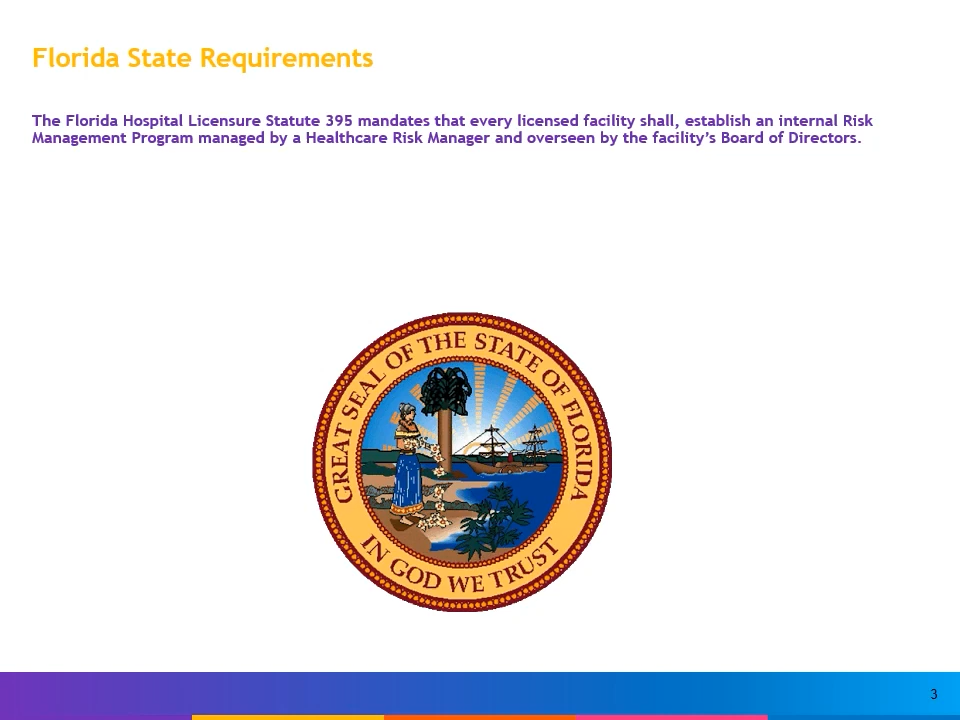 Florida State Requirements
The Florida Hospital Licensure Statute 395 mandates that every licensed facility shall, establish an internal Risk
Management Program managed by a Healthcare Risk Manager and overseen by the facility’s Board of Directors.
GREAT SEAL OF THE STATE OF FLORIDA
IN GOD WE TRUST
3